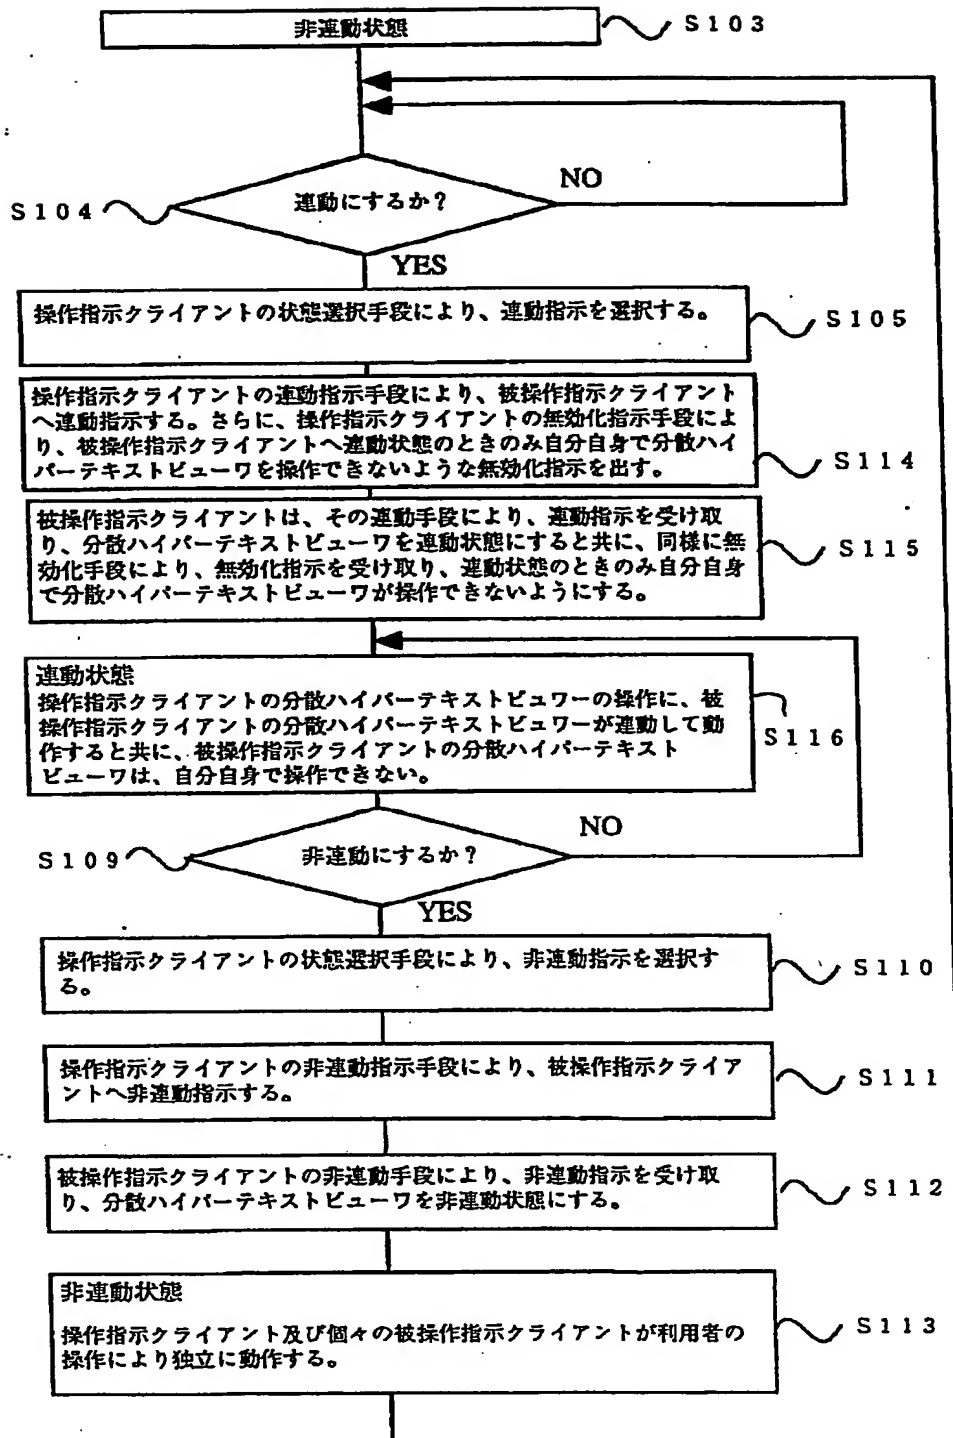 非連動状態
S103
連動にするか?
NO
S104
YES
操作指示クライアントの状態選択手段により、連動指示を選択する。
S105
操作指示クライアントの連動指示手段により、被操作指示クライアント
へ連動指示する。さらに、操作指示クライアントの無効化指示手段によ
り、被操作指示クライアントへ連動状態のときのみ自分自身で分散ハイ
パーテキストビューワを操作できないような無効化指示を出す。
S114
被操作指示クライアントは、その連動手段により、連動指示を受け取
り、分散ハイパーテキストビューワを連動状態にすると共に、同様に無
効化手段により、無効化指示を受け取り、連動状態のときのみ自分自身
で分散ハイパーテキストビューワが操作できないようにする。
S115
連動状態
操作指示クライアントの分散ハイパーテキストビュワーの操作に、被
操作指示クライアントの分散ハイパーテキストビュワーが連動して動
作すると共に、被操作指示クライアントの分散ハイパーテキスト
ビューワは、自分自身で操作できない。
S116
非連動にするか?
NO
S109
YES
操作指示クライアントの状態選択手段により、非連動指示を選択す
る。
S110
操作指示クライアントの非連動指示手段により、被操作指示クライア
ントへ非連動指示する。
S111
被操作指示クライアントの非連動手段により、非連動指示を受け取
り、分散ハイパーテキストビューワを非連動状態にする。
S112
非連動状態
操作指示クライアント及び個々の被操作指示クライアントが利用者の
操作により独立に動作する。
S113